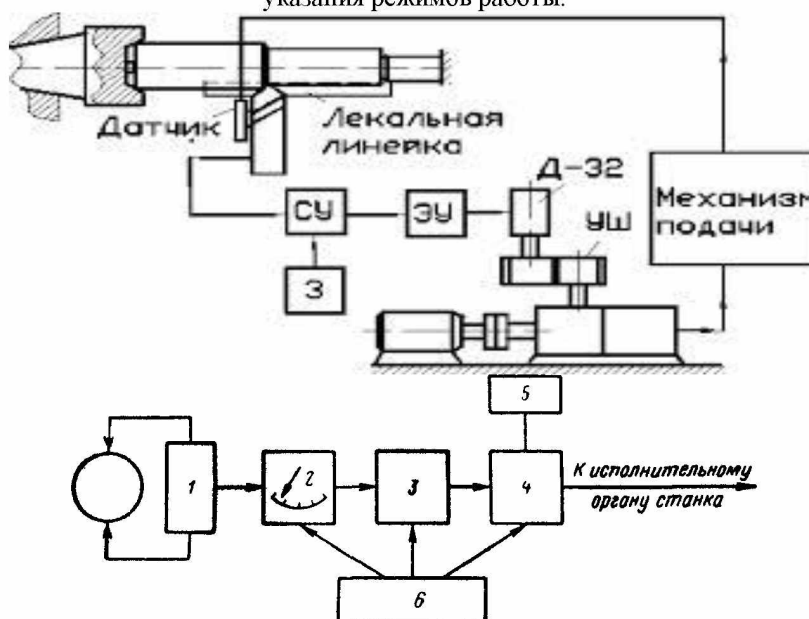 указания режимов работы.
Датчик
Лекальная
линейка
Д-32
СУ
ЭУ
УШ
Механизм
подачи
З
5
1
2
3
4
К исполнительному
органу станка
6